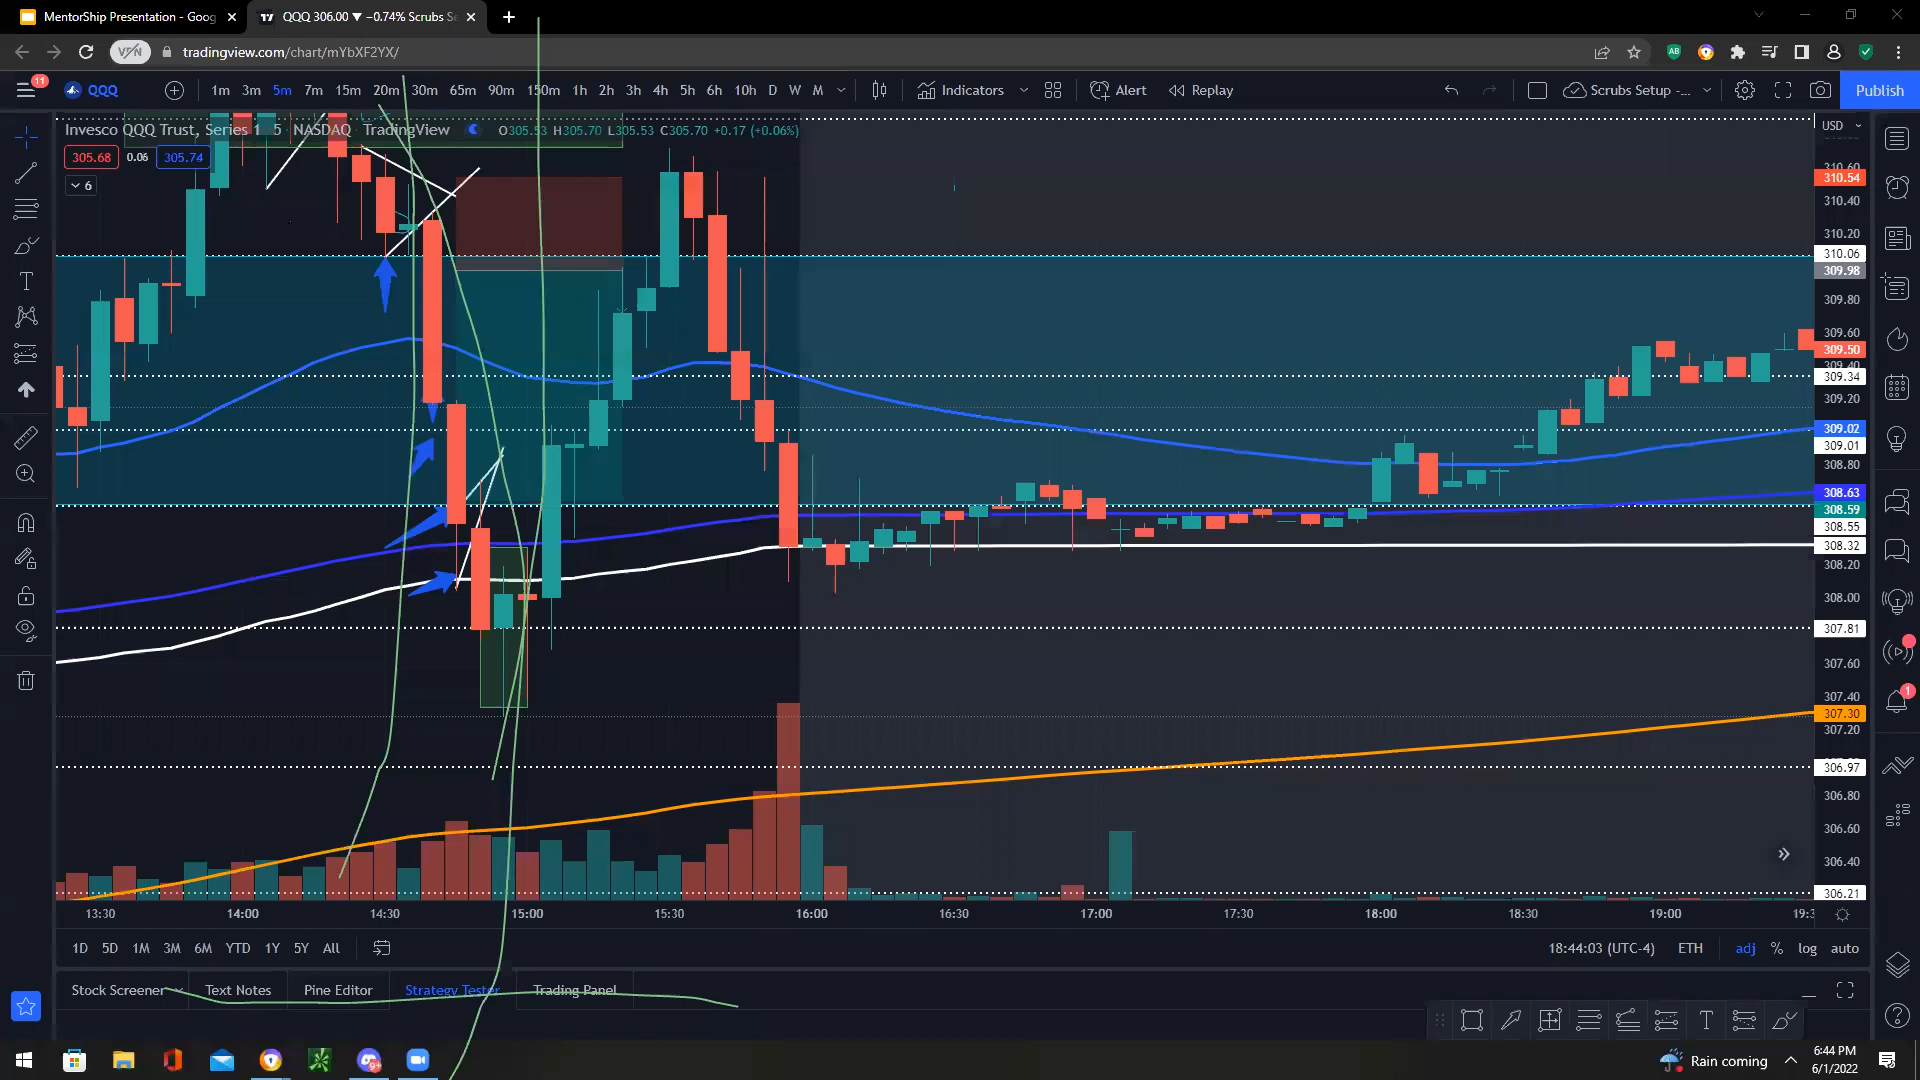 MentorShip Presentation - Goog
QQQ 306.00 ▼ −0.74% Scrubs Se
VPN
tradingview.com/chart/mYbXF2YX/
11
QQQ
1m 3m 5m 7m 15m 20m 30m 65m 90m 150m 1h 2h 3h 4h 5h 6h 10h D W M
Indicators
Alert
Replay
Scrubs Setup -...
Publish
Invesco QQQ Trust, Series 1 5 NASDAQ TradingView O305.53 H305.70 L305.53 C305.70 +0.17 (+0.06%)
305.68 0.06 305.74
6
USD
310.60
310.54
310.40
310.20
310.06
309.98
309.80
309.60
309.50
309.40
309.34
309.20
309.02
309.01
308.80
308.63
308.59
308.55
308.32
308.20
308.00
307.81
307.60
307.40
307.30
307.20
306.97
306.80
306.60
306.40
306.21
13:30 14:00 14:30 15:00 15:30 16:00 16:30 17:00 17:30 18:00 18:30 19:00 19:3
1D 5D 1M 3M 6M YTD 1Y 5Y All
18:44:03 (UTC-4) ETH adj % log auto
Stock Screener Text Notes Pine Editor Strategy Tester Trading Panel
1
9+
Rain coming
6:44 PM
6/1/2022